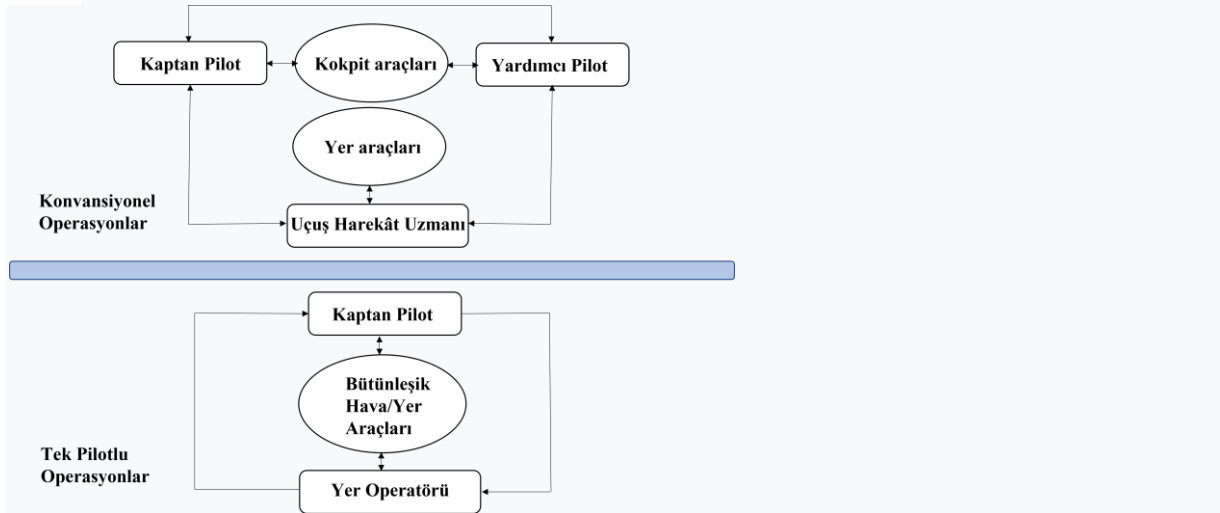 Kaptan Pilot
Kokpit araçları
Yardımcı Pilot
Yer araçları
Konvansiyonel
Operasyonlar
Uçuş Harekât Uzmanı
Kaptan Pilot
Bütünleşik
Hava/Yer
Araçları
Tek Pilotlu
Operasyonlar
Yer Operatörü